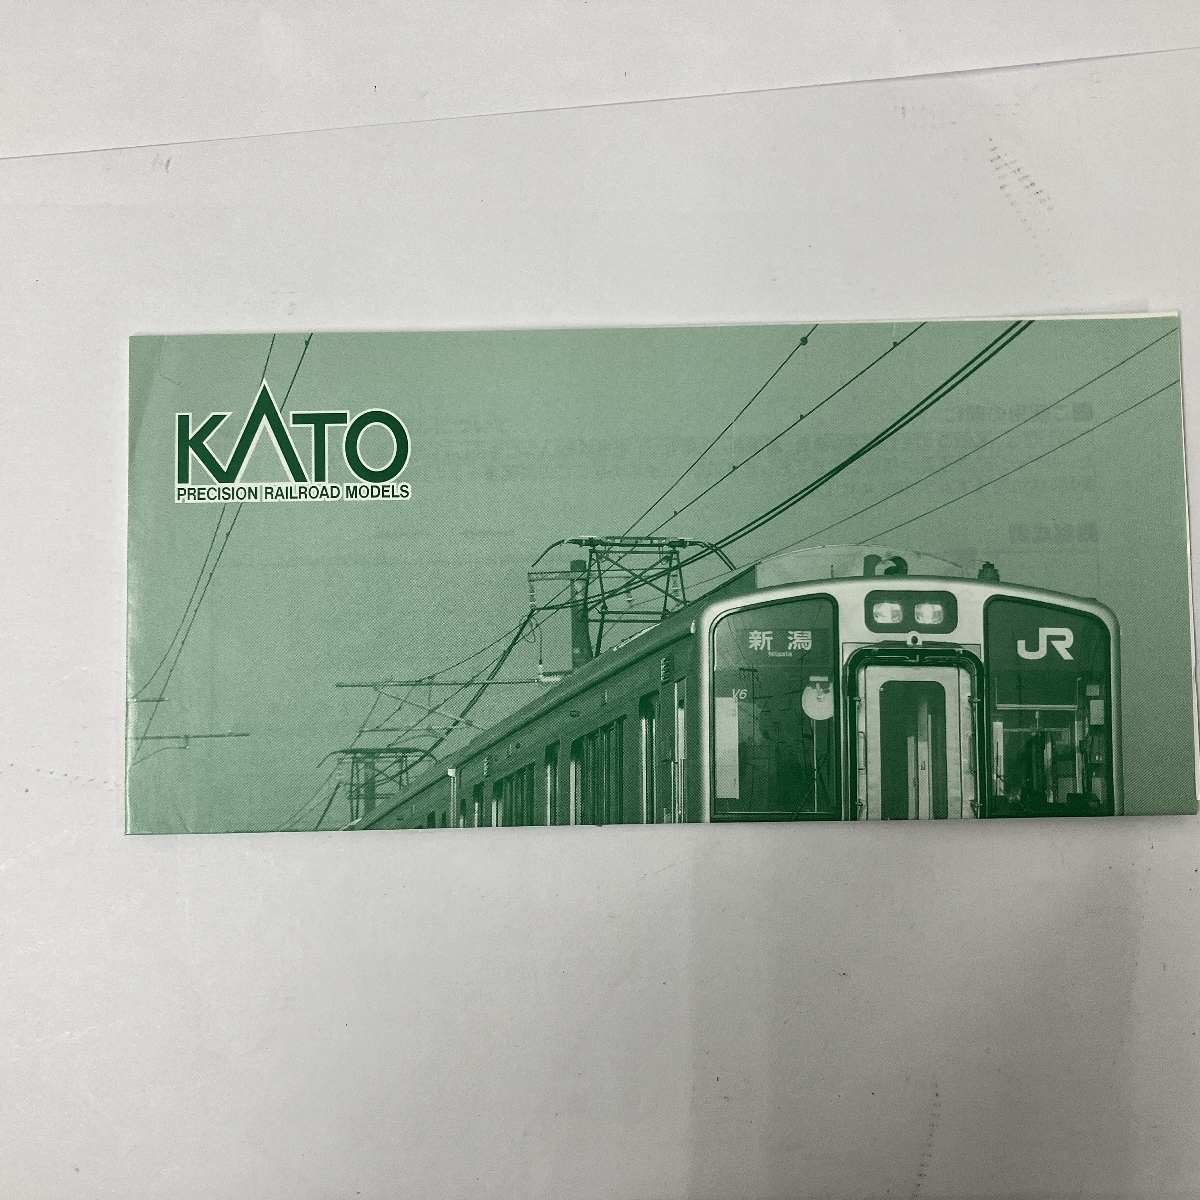 KATO
PRECISION RAILROAD MODELS
新潟
Niigata
V6
JR